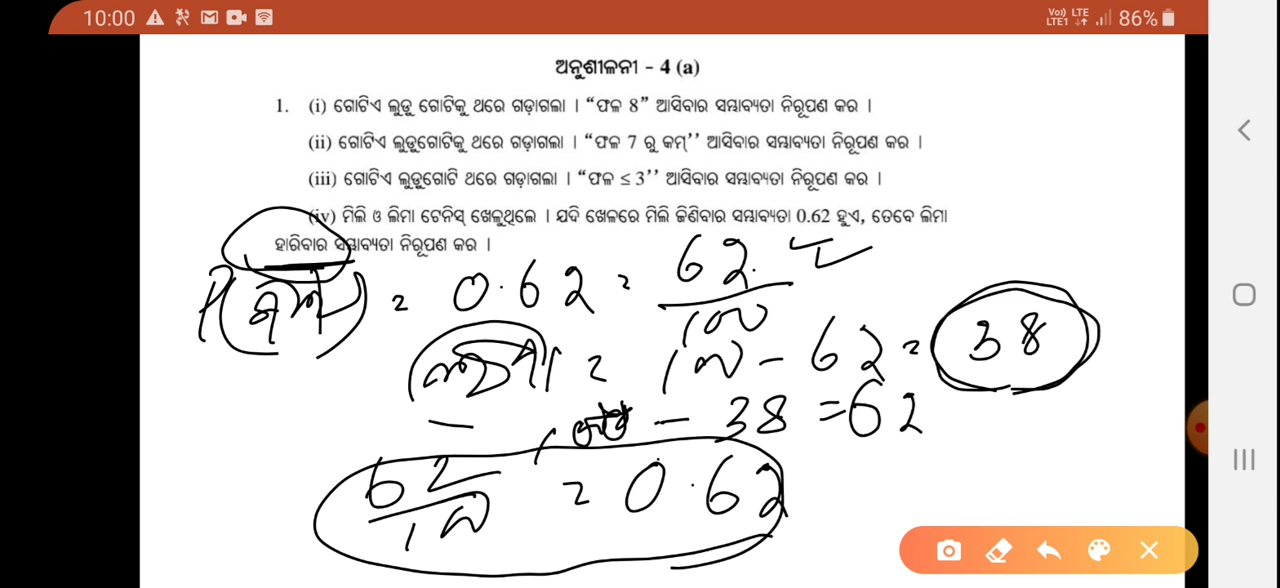 10:00 Vo) LTE LTE1 86%
ଅନୁଶୀଳନୀ - 4 (a)
1. (i) ଗୋଟିଏ ଲୁଡୁ ଗୋଟିକୁ ଥରେ ଗଡ଼ାଗଲା । “ଫଳ 8” ଆସିବାର ସମ୍ଭାବ୍ୟତା ନିରୂପଣ କର ।
(ii) ଗୋଟିଏ ଲୁଡୁଗୋଟିକୁ ଥରେ ଗଡ଼ାଗଲା । “ଫଳ 7 ରୁ କମ୍’’ ଆସିବାର ସମ୍ଭାବ୍ୟତା ନିରୂପଣ କର ।
(iii) ଗୋଟିଏ ଲୁଡୁଗୋଟି ଥରେ ଗଡ଼ାଗଲା । “ଫଳ ≤ 3’’ ଆସିବାର ସମ୍ଭାବ୍ୟତା ନିରୂପଣ କର ।
(iv) ମିଲି ଓ ଲିମା ଟେନିସ୍ ଖେଳୁଥିଲେ । ଯଦି ଖେଳରେ ମିଲି ଜିଣିବାର ସମ୍ଭାବ୍ୟତା 0.62 ହୁଏ, ତେବେ ଲିମା
ହାରିବାର ସମ୍ଭାବ୍ୟତା ନିରୂପଣ କର ।
= 0.62 = 62/100
= 100 - 62 = 38
- 38 = 62
62/100 = 0.62